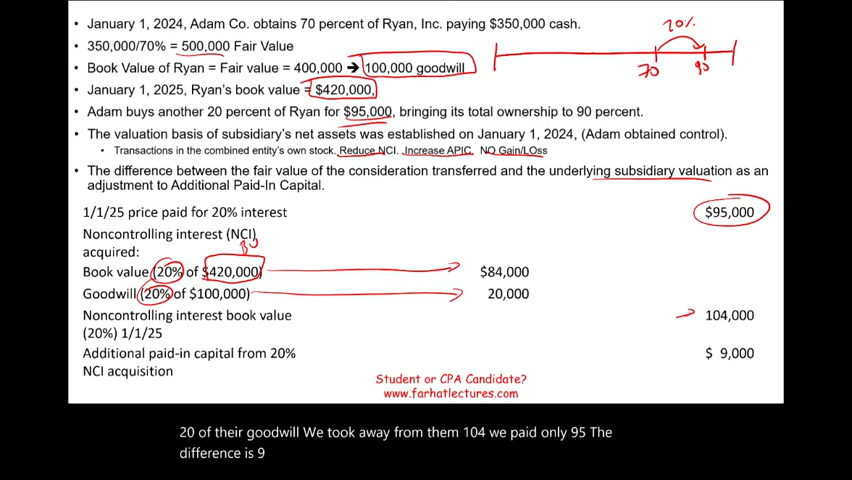 • January 1, 2024, Adam Co. obtains 70 percent of Ryan, Inc. paying $350,000 cash.
20%
• 350,000/70% = 500,000 Fair Value
• Book Value of Ryan = Fair value = 400,000 ➔ 100,000 goodwill
70 90
• January 1, 2025, Ryan's book value = $420,000,
• Adam buys another 20 percent of Ryan for $95,000, bringing its total ownership to 90 percent.
• The valuation basis of subsidiary's net assets was established on January 1, 2024, (Adam obtained control).
• Transactions in the combined entity's own stock. Reduce NCI. Increase APIC. NO Gain/LOss
• The difference between the fair value of the consideration transferred and the underlying subsidiary valuation as an
adjustment to Additional Paid-In Capital.
1/1/25 price paid for 20% interest $95,000
Noncontrolling interest (NCI)
acquired:
BV
Book value (20% of $420,000) $84,000
Goodwill (20% of $100,000) 20,000
Noncontrolling interest book value 104,000
(20%) 1/1/25
Additional paid-in capital from 20% $ 9,000
NCI acquisition
Student or CPA Candidate?
www.farhatlectures.com
20 of their goodwill We took away from them 104 we paid only 95 The
difference is 9